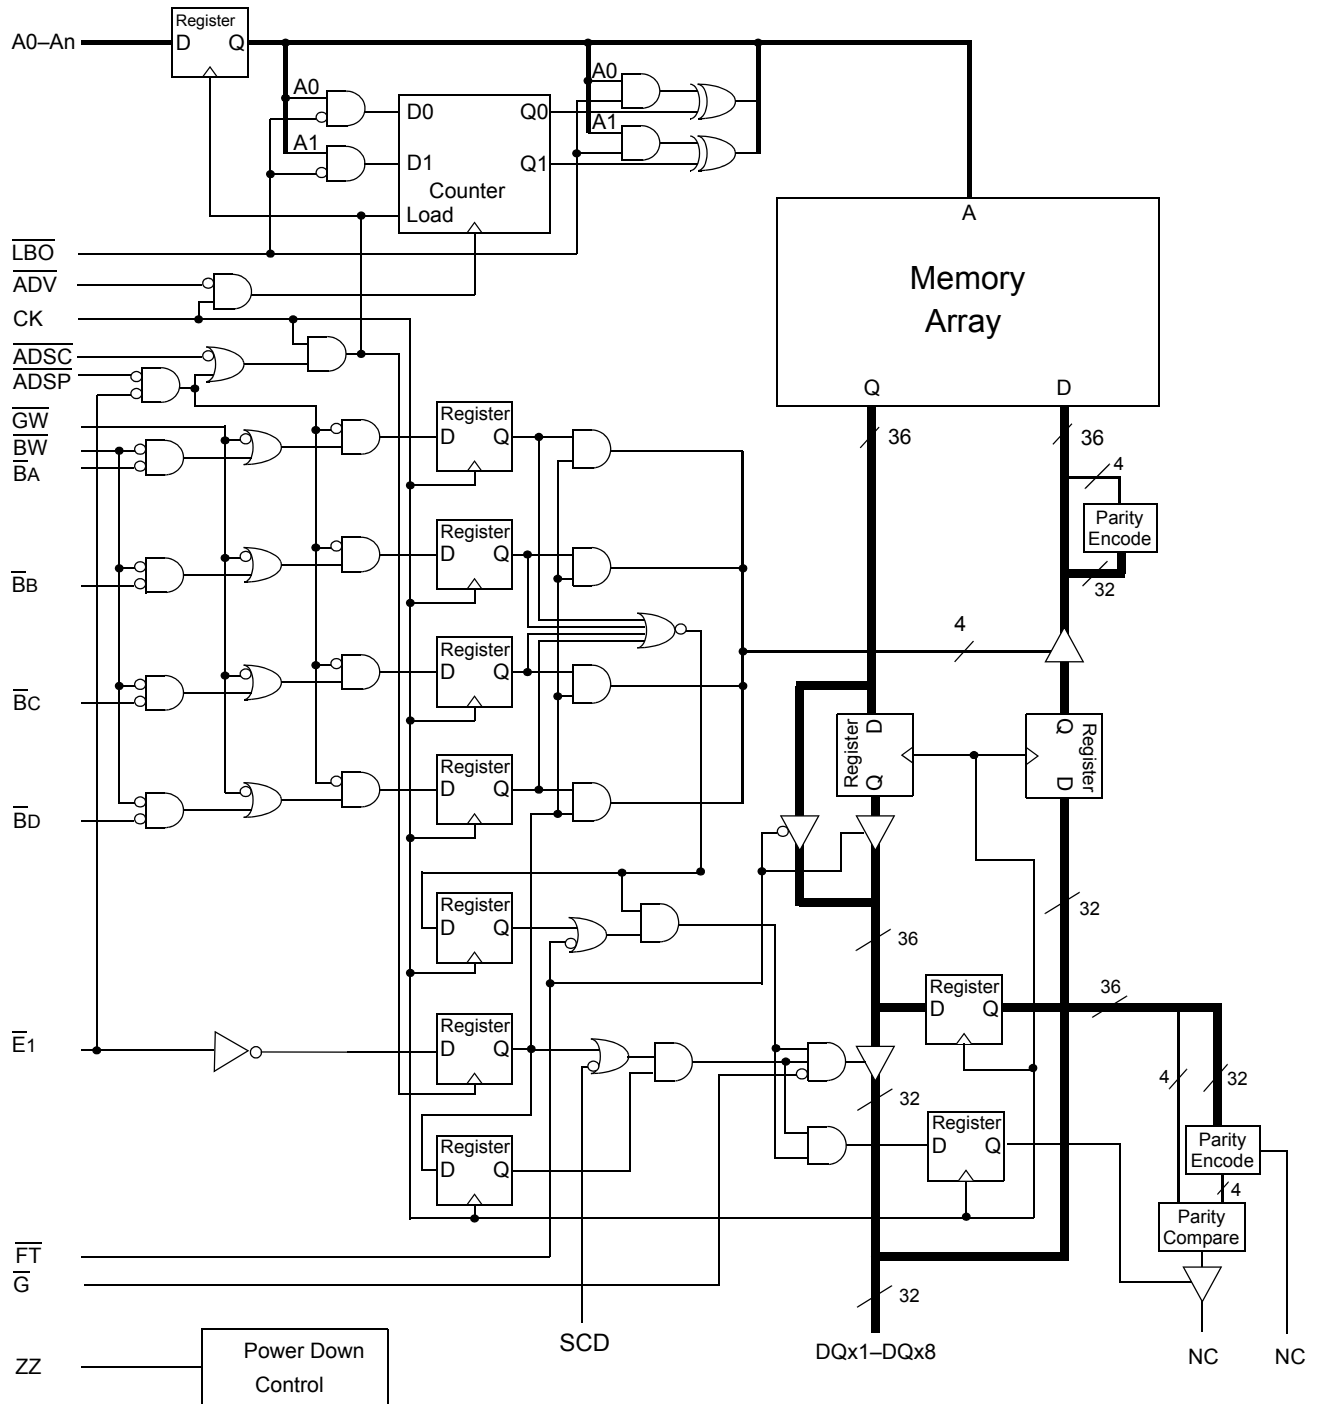 Register
A0–An
D Q
A0
A0
D0
Q0
A1
A1
D1
Q1
Counter
Load
A
LBO
ADV
Memory
Array
CK
ADSC
ADSP
Q
D
GW
BW
BA
Register
D Q
36
36
4
Parity
Encode
32
BB
Register
D Q
4
BC
Register
D Q
Register
D
Q
Register
Q
D
BD
Register
D Q
Register
D Q
32
36
Register
D Q
36
E1
Register
D Q
4
32
32
Register
D Q
Register
D Q
Parity
Encode
4
Parity
Compare
FT
G
32
SCD
DQx1–DQx8
NC
NC
ZZ
Power Down
Control